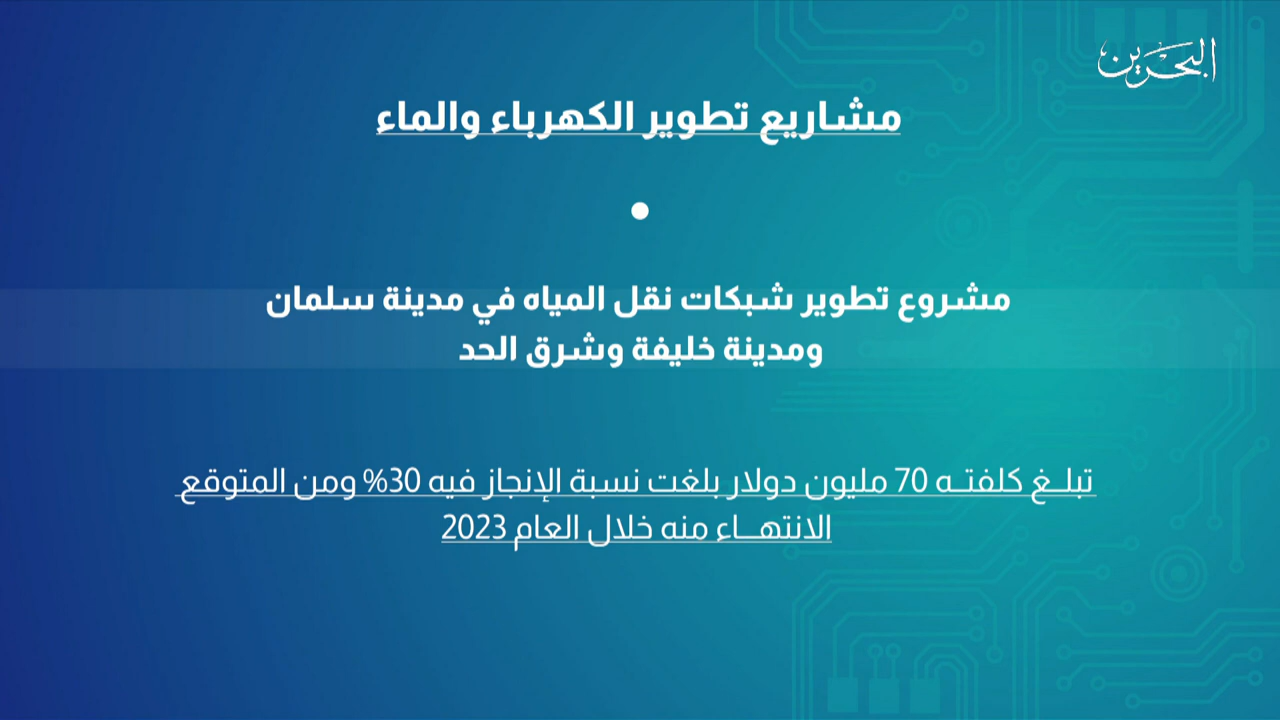 البحرين
مشاريع تطوير الكهرباء والماء
•
مشروع تطوير شبكات نقل المياه في مدينة سلمان
ومدينة خليفة وشرق الحد
تبلـغ كلفتـه 70 مليون دولار بلغت نسبة الإنجاز فيه 30% ومن المتوقع
الانتهـاء منه خلال العام 2023